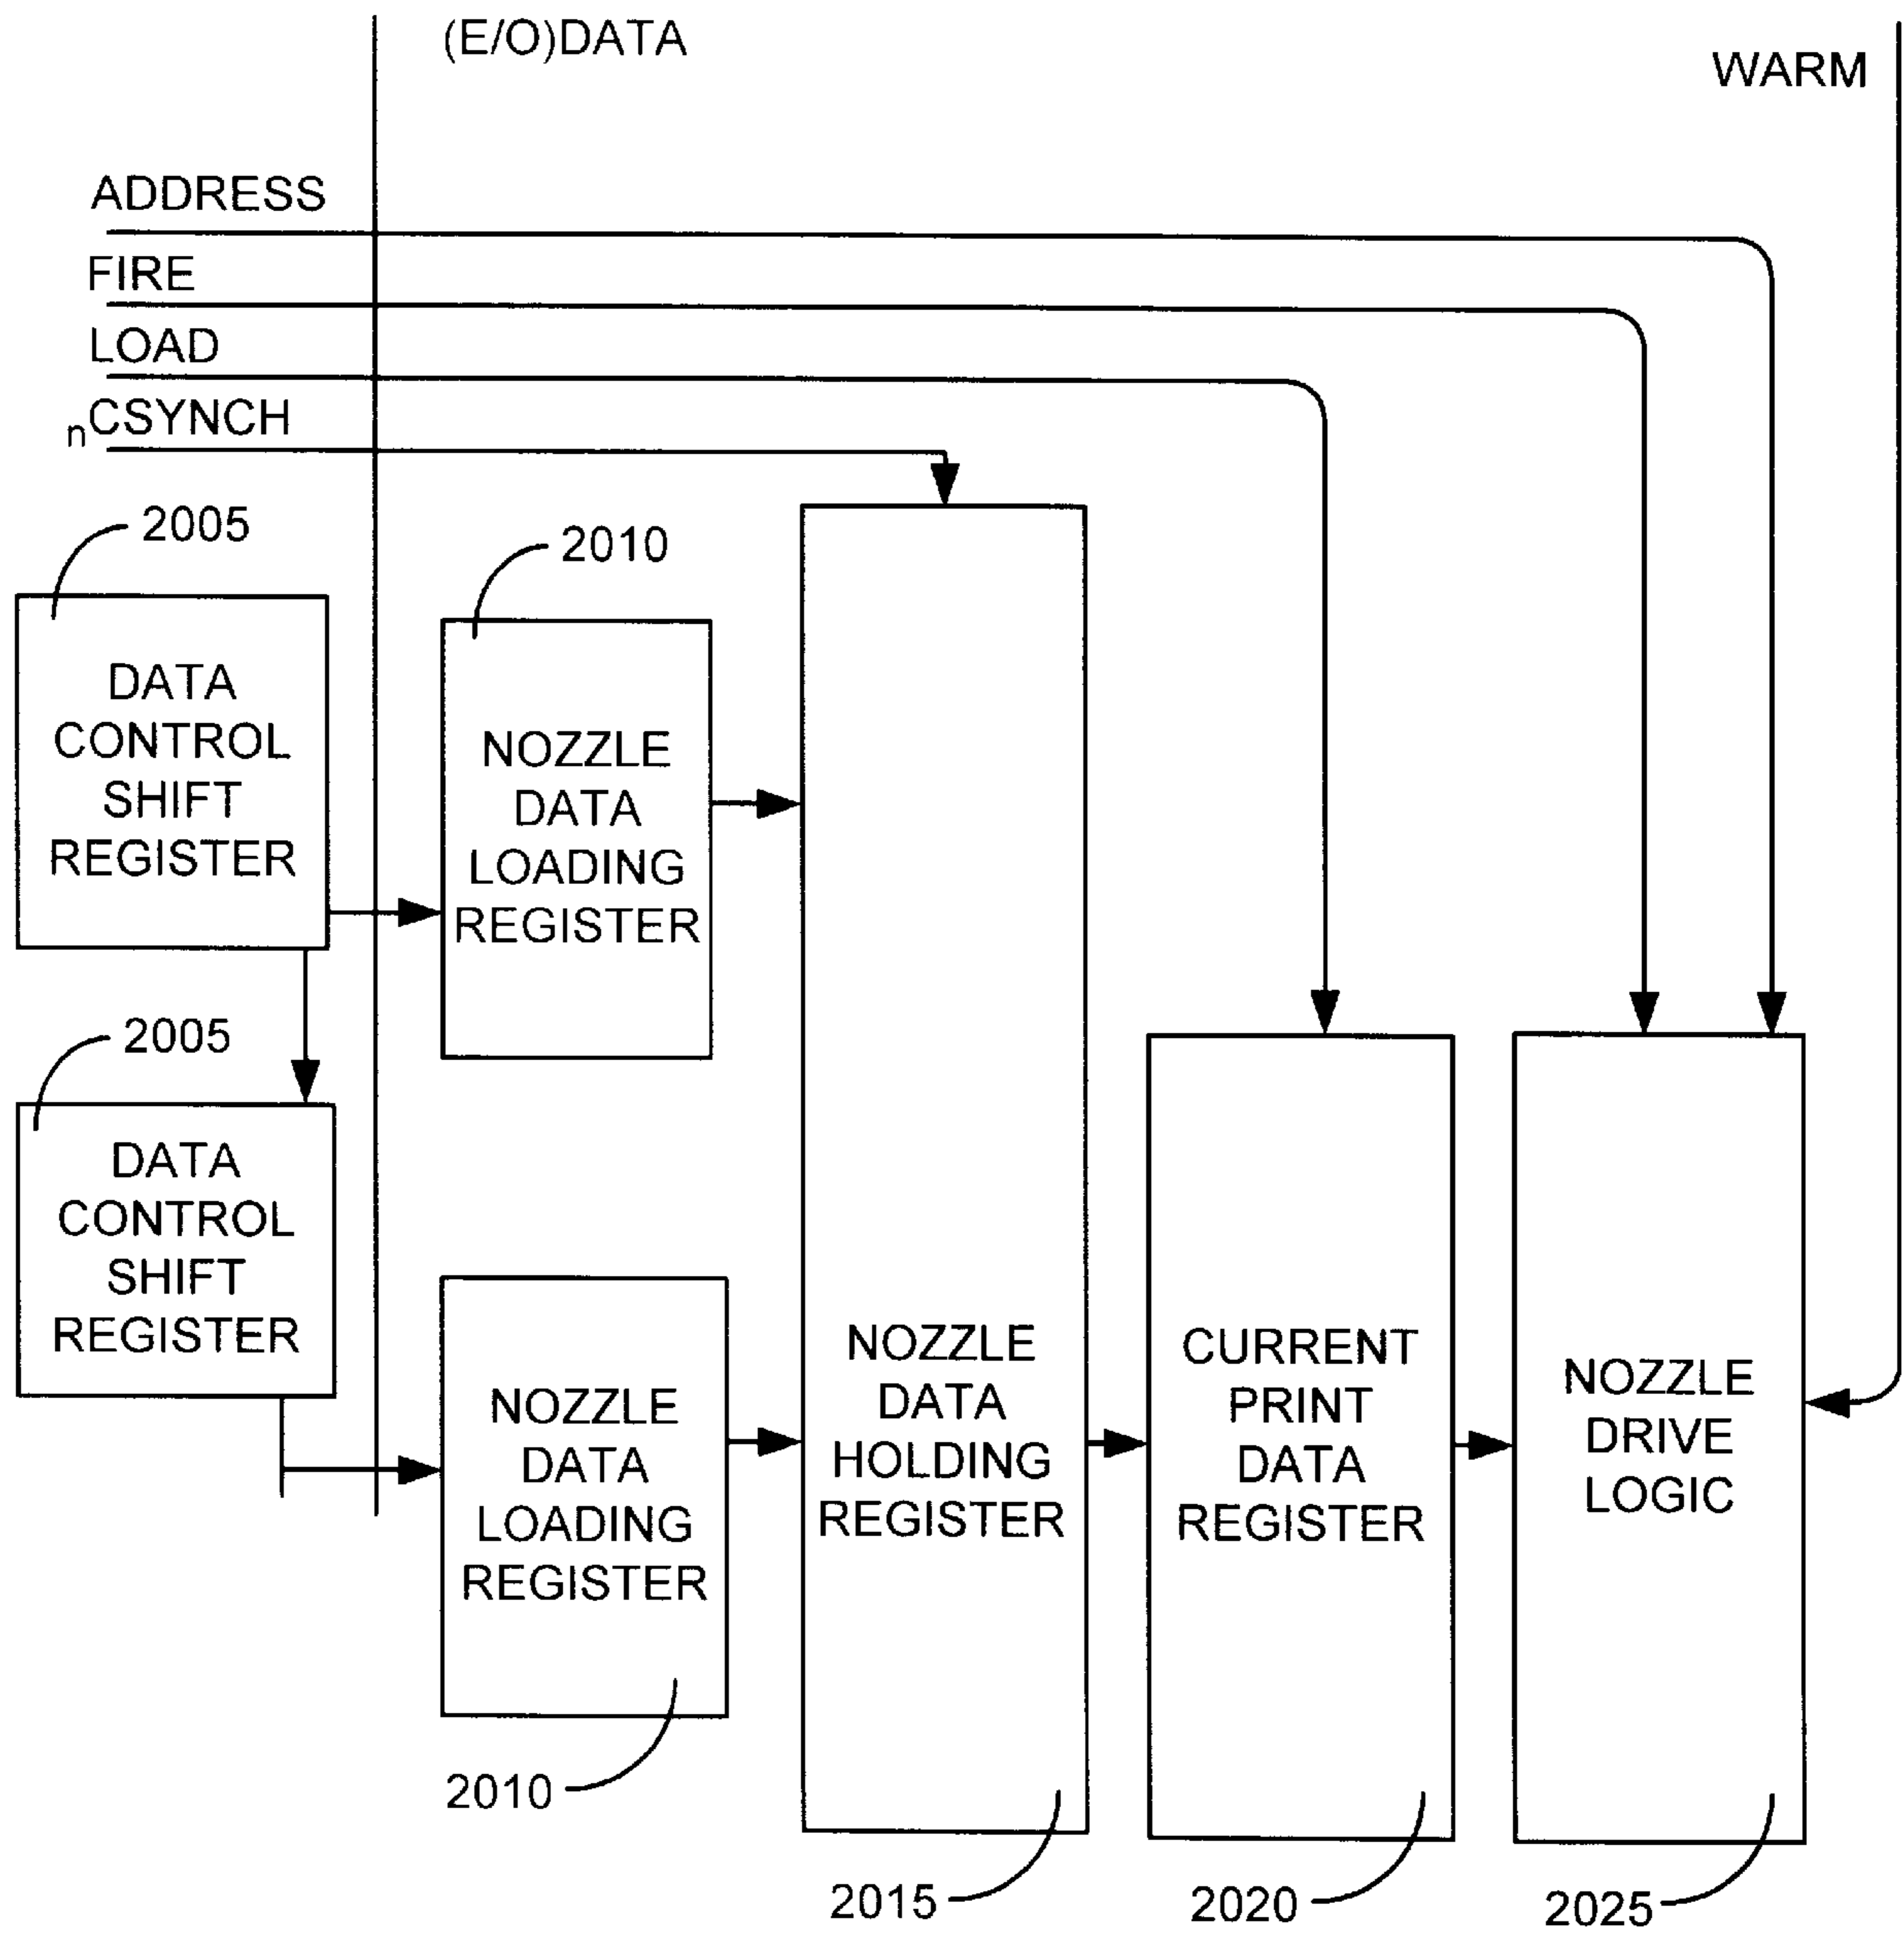 (E/O)DATA
WARM
ADDRESS
FIRE
LOAD
nCSYNCH
2005
2010
DATA
CONTROL
SHIFT
REGISTER
NOZZLE
DATA
LOADING
REGISTER
2005
DATA
CONTROL
SHIFT
REGISTER
NOZZLE
DATA
LOADING
REGISTER
NOZZLE
DATA
HOLDING
REGISTER
CURRENT
PRINT
DATA
REGISTER
NOZZLE
DRIVE
LOGIC
2010
2015
2020
2025